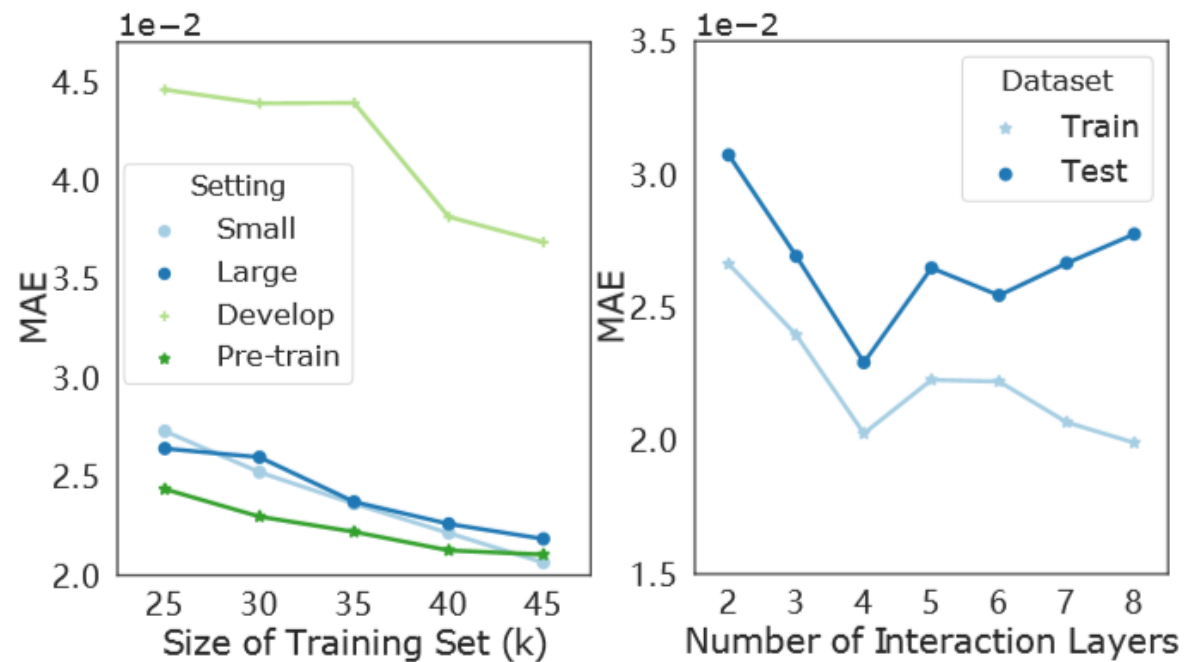 1e−2
4.5
4.0
3.5
3.0
2.5
2.0
MAE
Setting
Small
Large
Develop
Pre-train
25 30 35 40 45
Size of Training Set (k)
1e−2
3.5
3.0
2.5
2.0
1.5
MAE
Dataset
Train
Test
2 3 4 5 6 7 8
Number of Interaction Layers